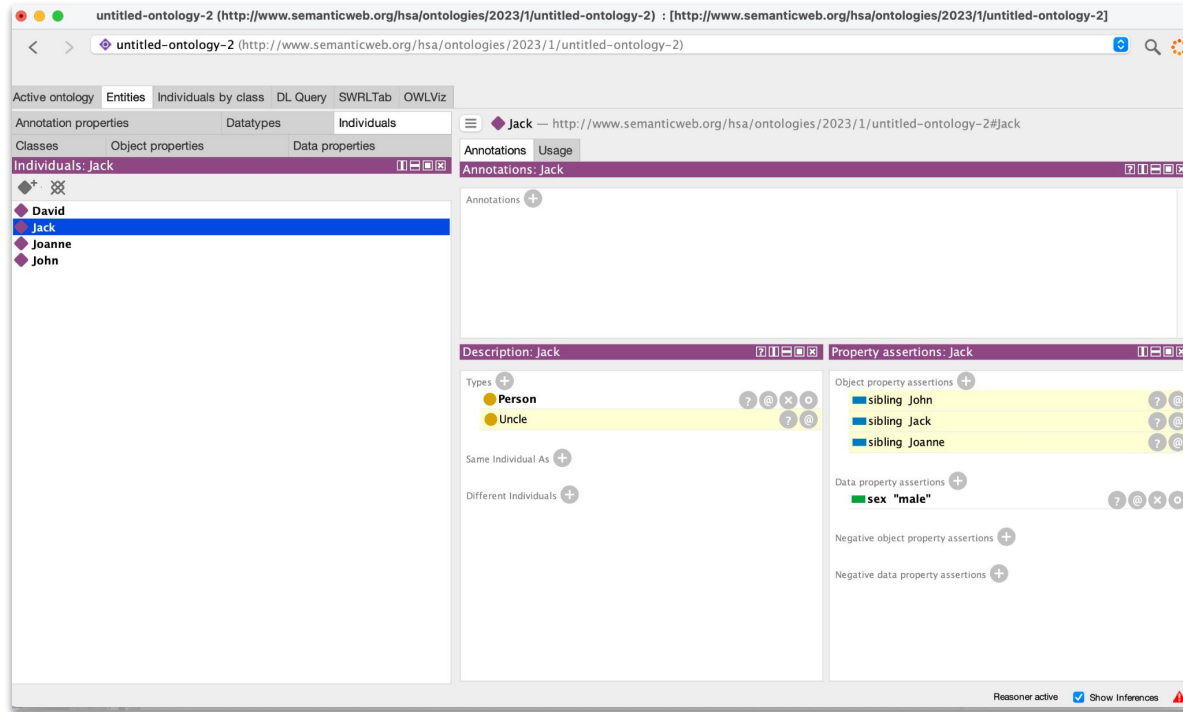 untitled-ontology-2 (http://www.semanticweb.org/hsa/ontologies/2023/1/untitled-ontology-2) : [http://www.semanticweb.org/hsa/ontologies/2023/1/untitled-ontology-2]
untitled-ontology-2 (http://www.semanticweb.org/hsa/ontologies/2023/1/untitled-ontology-2)
Active ontology Entities Individuals by class DL Query SWRLTab OWLViz
Annotation properties Datatypes Individuals
Classes Object properties Data properties
Individuals: Jack
David
Jack
Joanne
John
Jack — http://www.semanticweb.org/hsa/ontologies/2023/1/untitled-ontology-2#Jack
Annotations Usage
Annotations: Jack
Annotations
Description: Jack
Types
Person
Uncle
Same Individual As
Different Individuals
Property assertions: Jack
Object property assertions
sibling John
sibling Jack
sibling Joanne
Data property assertions
sex "male"
Negative object property assertions
Negative data property assertions
Reasoner active Show Inferences